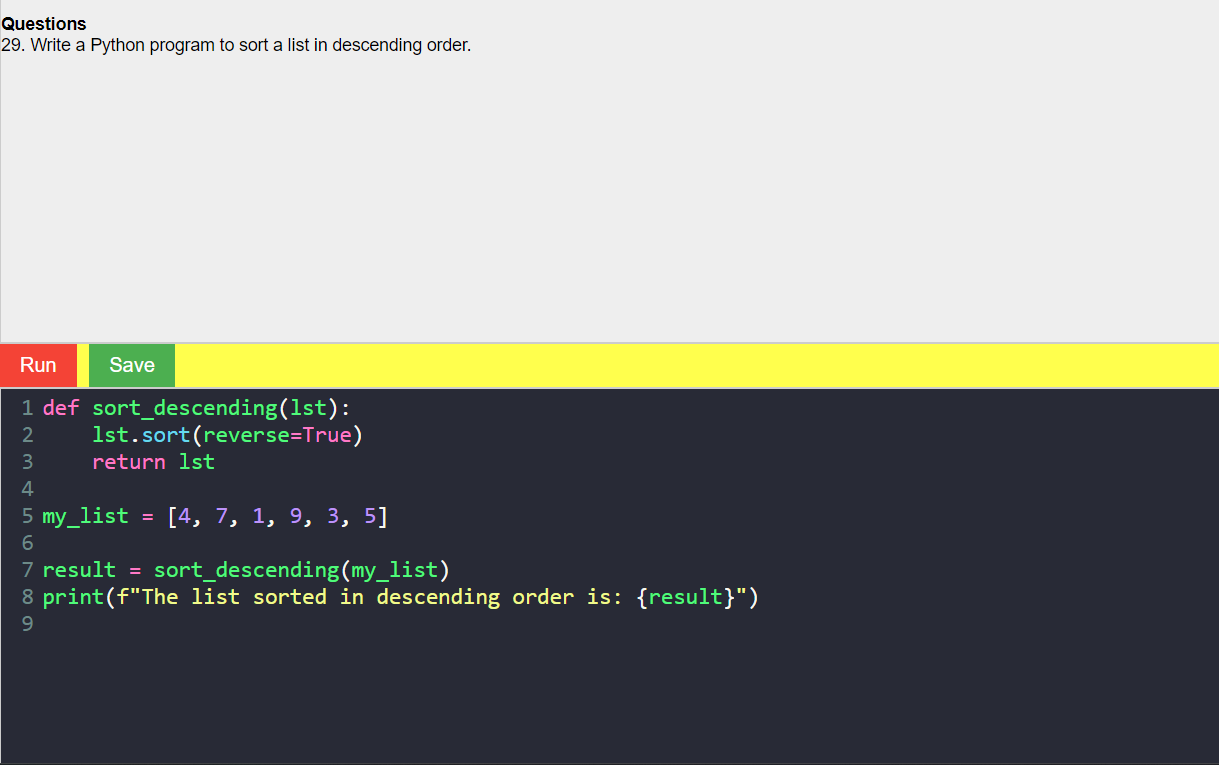 Questions
29. Write a Python program to sort a list in descending order.
Run Save
1 def sort_descending(lst):
2     lst.sort(reverse=True)
3     return lst
4
5 my_list = [4, 7, 1, 9, 3, 5]
6
7 result = sort_descending(my_list)
8 print(f"The list sorted in descending order is: {result}")
9